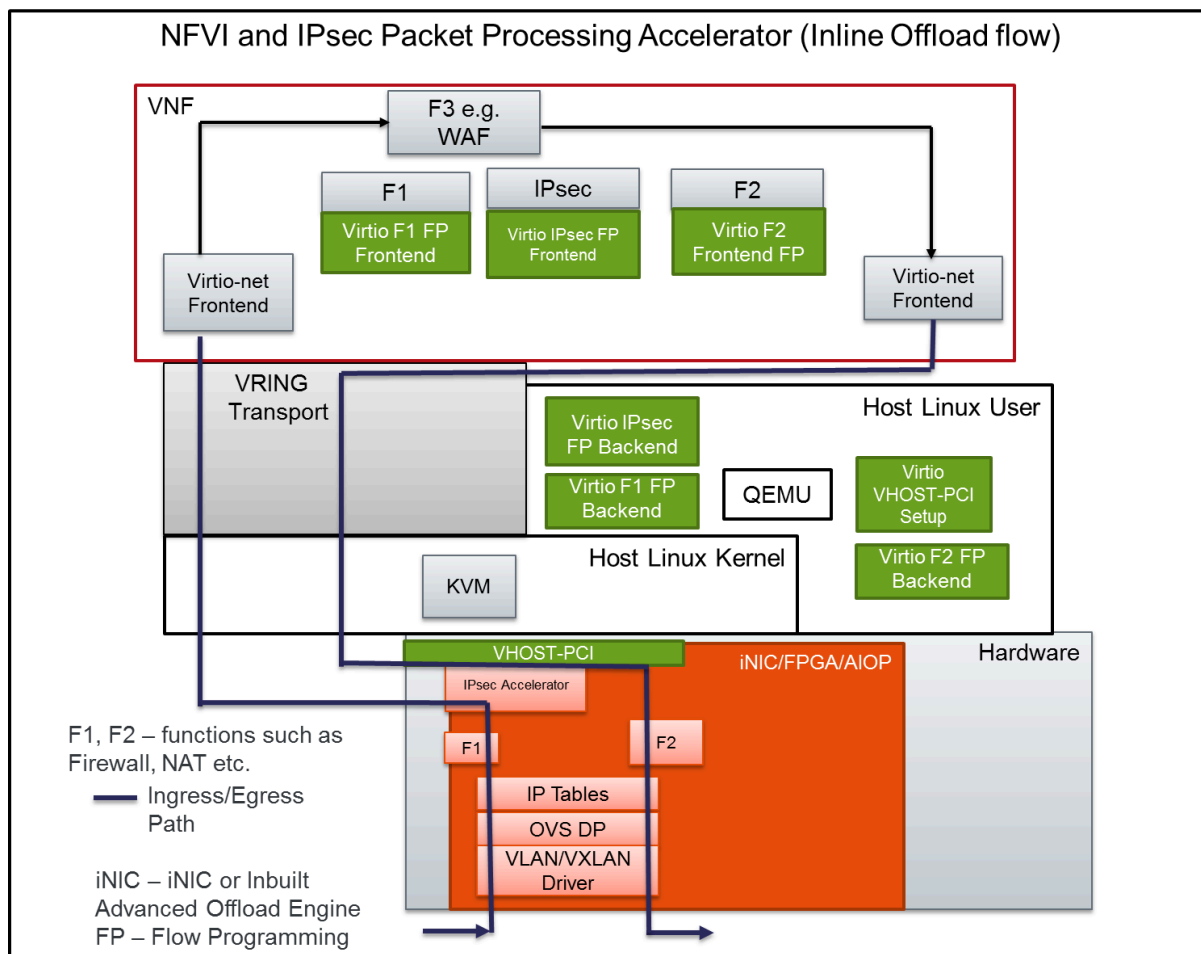 NFVI and IPsec Packet Processing Accelerator (Inline Offload flow)
VNF
F3 e.g.
WAF
F1
IPsec
F2
Virtio F1 FP
Frontend
Virtio IPsec FP
Frontend
Virtio F2
Frontend FP
Virtio-net
Frontend
Virtio-net
Frontend
VRING
Transport
Host Linux User
Virtio IPsec
FP Backend
Virtio F1 FP
Backend
QEMU
Virtio
VHOST-PCI
Setup
Virtio F2 FP
Backend
Host Linux Kernel
KVM
VHOST-PCI
iNIC/FPGA/AIOP
Hardware
IPsec Accelerator
F1
F2
IP Tables
OVS DP
VLAN/VXLAN
Driver
F1, F2 – functions such as
Firewall, NAT etc.
Ingress/Egress
Path
iNIC – iNIC or Inbuilt
Advanced Offload Engine
FP – Flow Programming